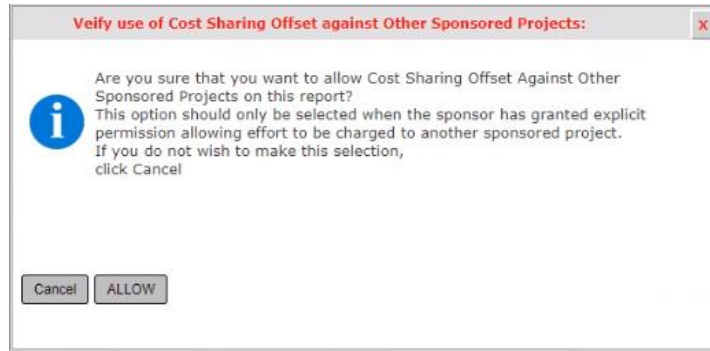 Veify use of Cost Sharing Offset against Other Sponsored Projects:
X
Are you sure that you want to allow Cost Sharing Offset Against Other
Sponsored Projects on this report?
This option should only be selected when the sponsor has granted explicit
permission allowing effort to be charged to another sponsored project.
If you do not wish to make this selection,
click Cancel
Cancel
ALLOW